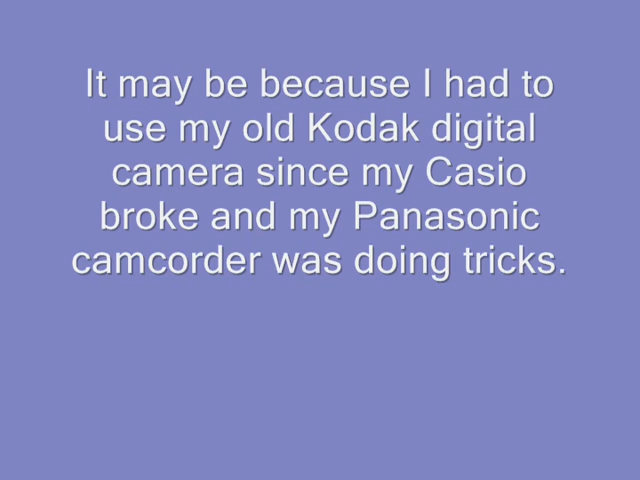 It may be because I had to
use my old Kodak digital
camera since my Casio
broke and my Panasonic
camcorder was doing tricks.